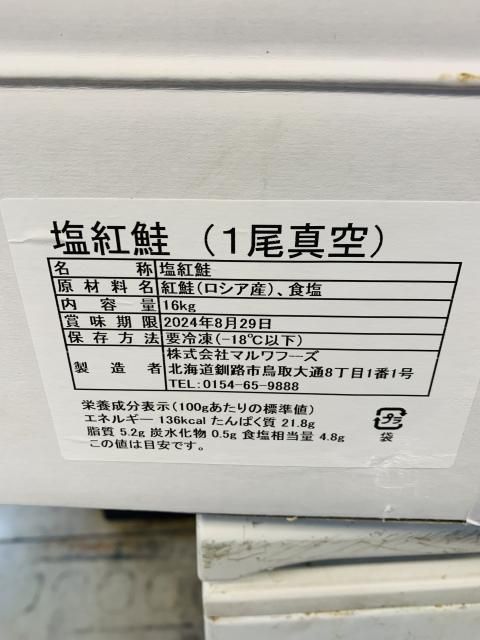 塩紅鮭（1尾真空）
名称 塩紅鮭
原材料名 紅鮭(ロシア産)、食塩
内容量 16kg
賞味期限 2024年8月29日
保存方法 要冷凍(-18℃以下)
製造者 株式会社マルワフーズ
北海道釧路市鳥取大通8丁目1番1号
TEL:0154-65-9888
栄養成分表示(100gあたりの標準値)
エネルギー 136kcal たんぱく質 21.8g
脂質 5.2g 炭水化物 0.5g 食塩相当量 4.8g
この値は目安です。
プラ
袋